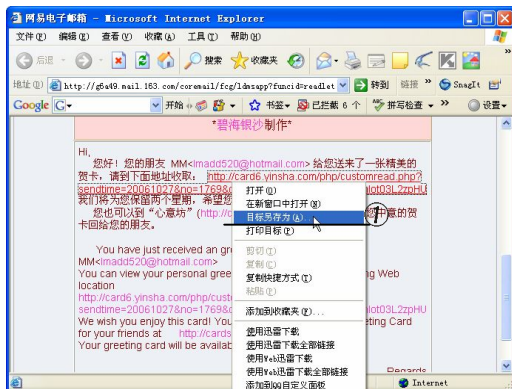 网易电子邮箱 - Microsoft Internet Explorer
文件(F) 编辑(E) 查看(V) 收藏(A) 工具(T) 帮助(H)
后退 搜索 收藏夹
地址(D) http://g6a49.mail.163.com/coremail/fcg/ldmsapp?funcid=readlet 转到 链接 » SnagIt
Google G 开始 书签 已拦截 6 个 拼写检查 » 设置
*碧海银沙制作*
Hi,
您好！您的朋友 MM<imadd520@hotmail.com> 给您送来了一张精美的
贺卡，请到下面地址收取： http://card6.yinsha.com/php/customread.php?
sendtime=20061027&no=1769& lot03L2zpHU
我们将为您保留两个星期，希望您
您也可以到“心意坊”(http://c 您中意的贺
卡回给您的朋友。
You have just received an gre
MM<imadd520@hotmail.com>
You can view your personal gree ng Web
location
http://card6.yinsha.com/php/cust
sendtime=20061027&no=1769& lot03L2zpHU
We wish you enjoy this card! You eting Card
for your friends at http://cards
Your greeting card will be availab
Regards
打开(O)
在新窗口中打开(N)
目标另存为(A)...
打印目标(P)
剪切(T)
复制(C)
复制快捷方式(T)
粘贴(P)
添加到收藏夹(F)...
使用迅雷下载
使用迅雷下载全部链接
使用Web迅雷下载
使用Web迅雷下载全部链接
添加到QQ自定义面板
1
Internet